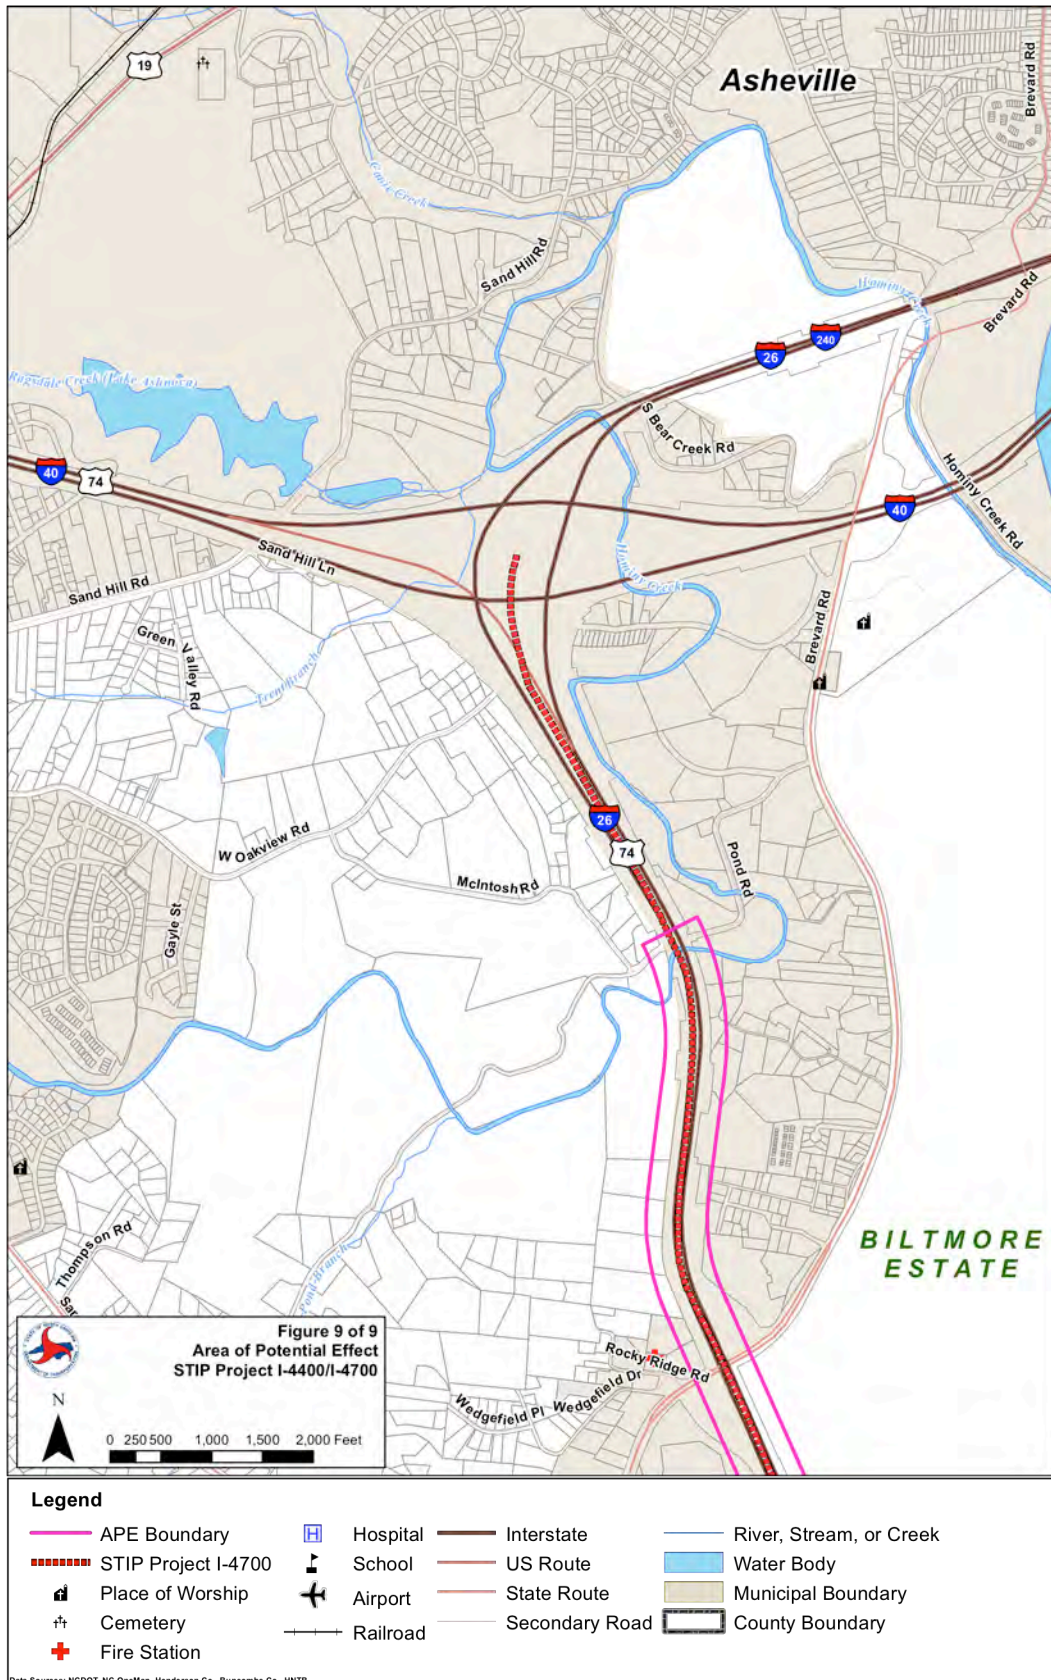 19
Asheville
Brevard Rd
Canie Creek
Sand Hill Rd
Hominy Creek
Brevard Rd
240
26
Ragsdale Creek (Lake Ashnoca)
S Bear Creek Rd
40
74
Hominy Creek Rd
40
Sand Hill Ln
Hominy Creek
Sand Hill Rd
Green Valley Rd
Brevard Rd
Trent Branch
26
W Oakview Rd
74
Pond Rd
McIntosh Rd
Gayle St
BILTMORE
ESTATE
Thompson Rd
Sar
Pond Branch
Figure 9 of 9
Area of Potential Effect
STIP Project I-4400/I-4700
Rocky Ridge Rd
Wedgefield Dr
Wedgefield Pl
N
0 250 500 1,000 1,500 2,000 Feet
Legend
APE Boundary
STIP Project I-4700
Place of Worship
Cemetery
Fire Station
H Hospital
School
Airport
Railroad
Interstate
US Route
State Route
Secondary Road
River, Stream, or Creek
Water Body
Municipal Boundary
County Boundary